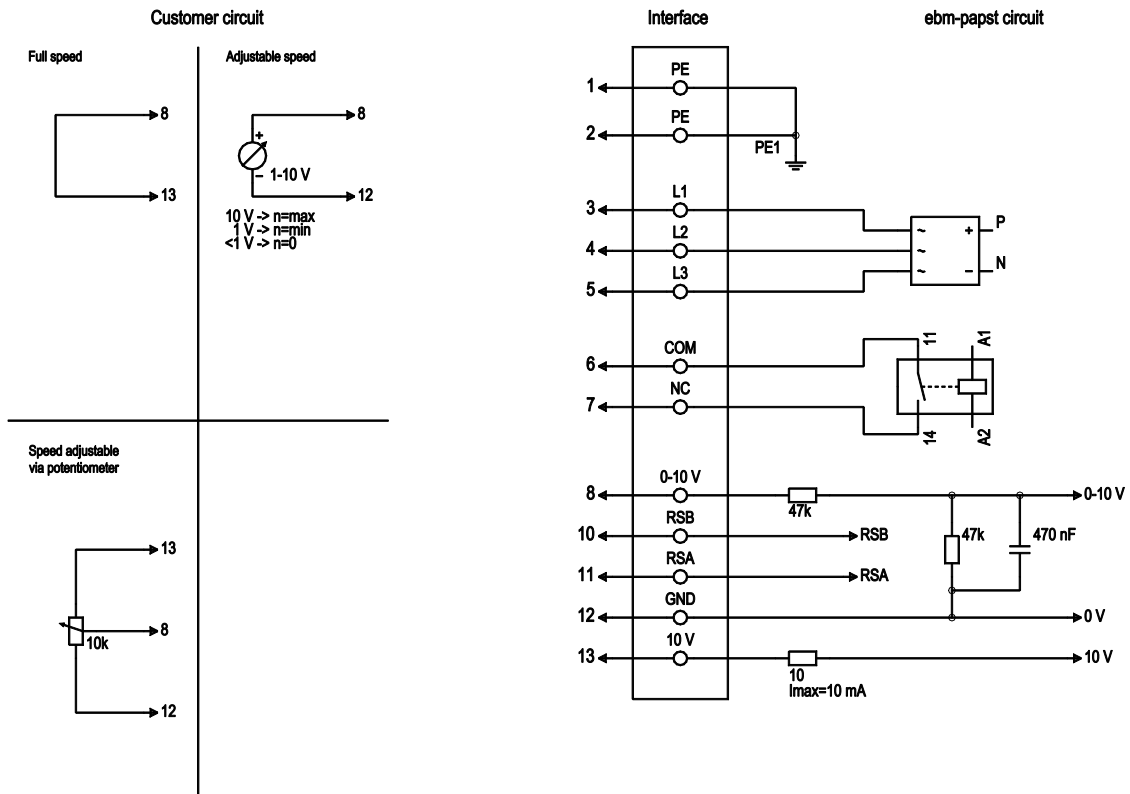 Customer circuit
Interface
ebm-papst circuit
Full speed
8
13
Adjustable speed
8
+
−
1-10 V
12
10 V -> n=max
1 V -> n=min
<1 V -> n=0
Speed adjustable
via potentiometer
13
8
10k
12
1
PE
2
PE
PE1
3
L1
~
+
P
4
L2
~
5
L3
~
−
N
6
COM
11
A1
7
NC
14
A2
8
0-10 V
47k
0-10 V
10
RSB
RSB
47k
470 nF
11
RSA
RSA
12
GND
0 V
13
10 V
10
Imax=10 mA
10 V